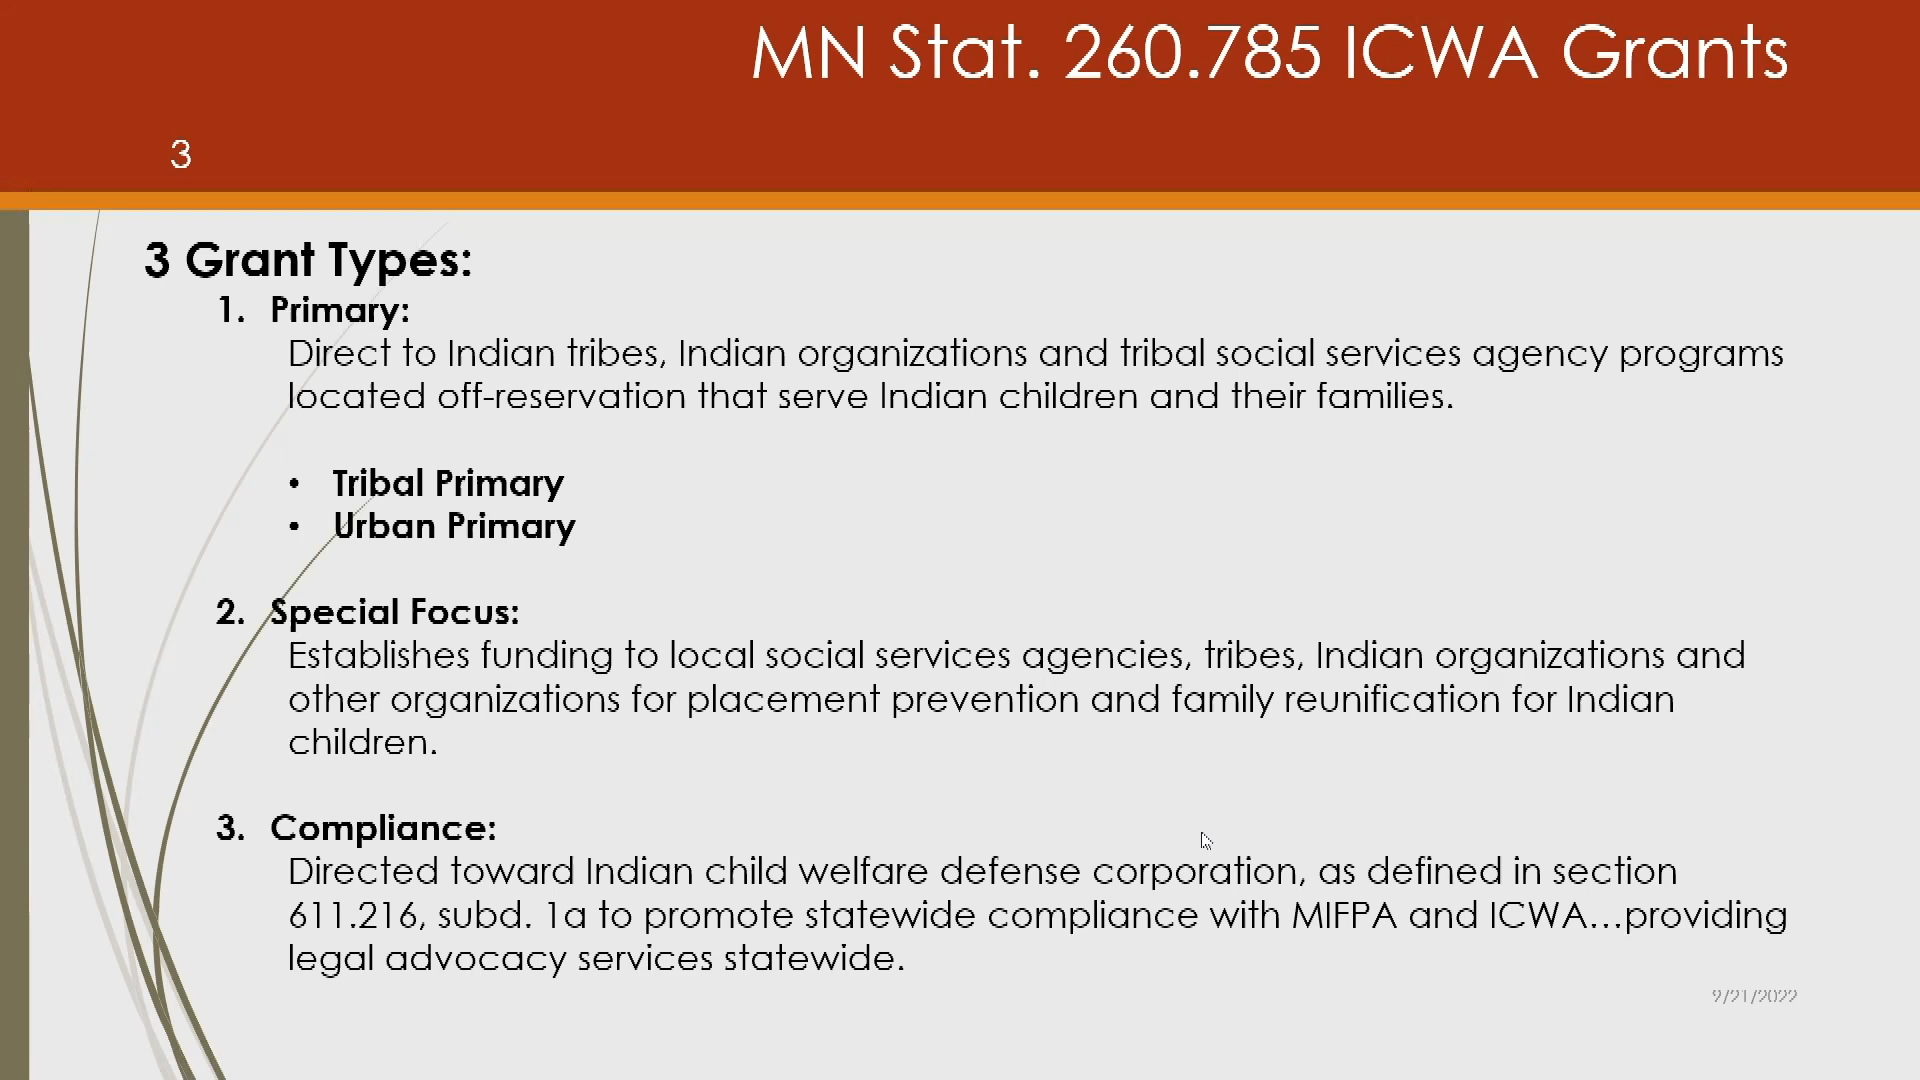 MN Stat. 260.785 ICWA Grants
3
3 Grant Types:
1. Primary:
Direct to Indian tribes, Indian organizations and tribal social services agency programs
located off-reservation that serve Indian children and their families.
• Tribal Primary
• Urban Primary
2. Special Focus:
Establishes funding to local social services agencies, tribes, Indian organizations and
other organizations for placement prevention and family reunification for Indian
children.
3. Compliance:
Directed toward Indian child welfare defense corporation, as defined in section
611.216, subd. 1a to promote statewide compliance with MIFPA and ICWA...providing
legal advocacy services statewide.
9/21/2022